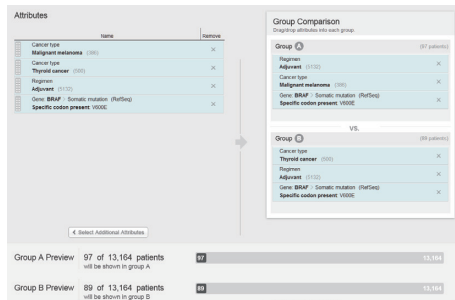 Attributes
Name Remove
Cancer type
Malignant melanoma (386)
Cancer type
Thyroid cancer (500)
Regimen
Adjuvant (5132)
Gene: BRAF > Somatic mutation (RefSeq)
Specific codon present V600E
< Select Additional Attributes
Group Comparison
Drag/drop attributes into each group.
Group A (97 patients)
Regimen
Adjuvant (5132)
Cancer type
Malignant melanoma (386)
Gene: BRAF > Somatic mutation (RefSeq)
Specific codon present V600E
VS.
Group B (89 patients)
Cancer type
Thyroid cancer (500)
Regimen
Adjuvant (5132)
Gene: BRAF > Somatic mutation (RefSeq)
Specific codon present V600E
Group A Preview 97 of 13,164 patients 97 13,164
will be shown in group A
Group B Preview 89 of 13,164 patients 89 13,164
will be shown in group B